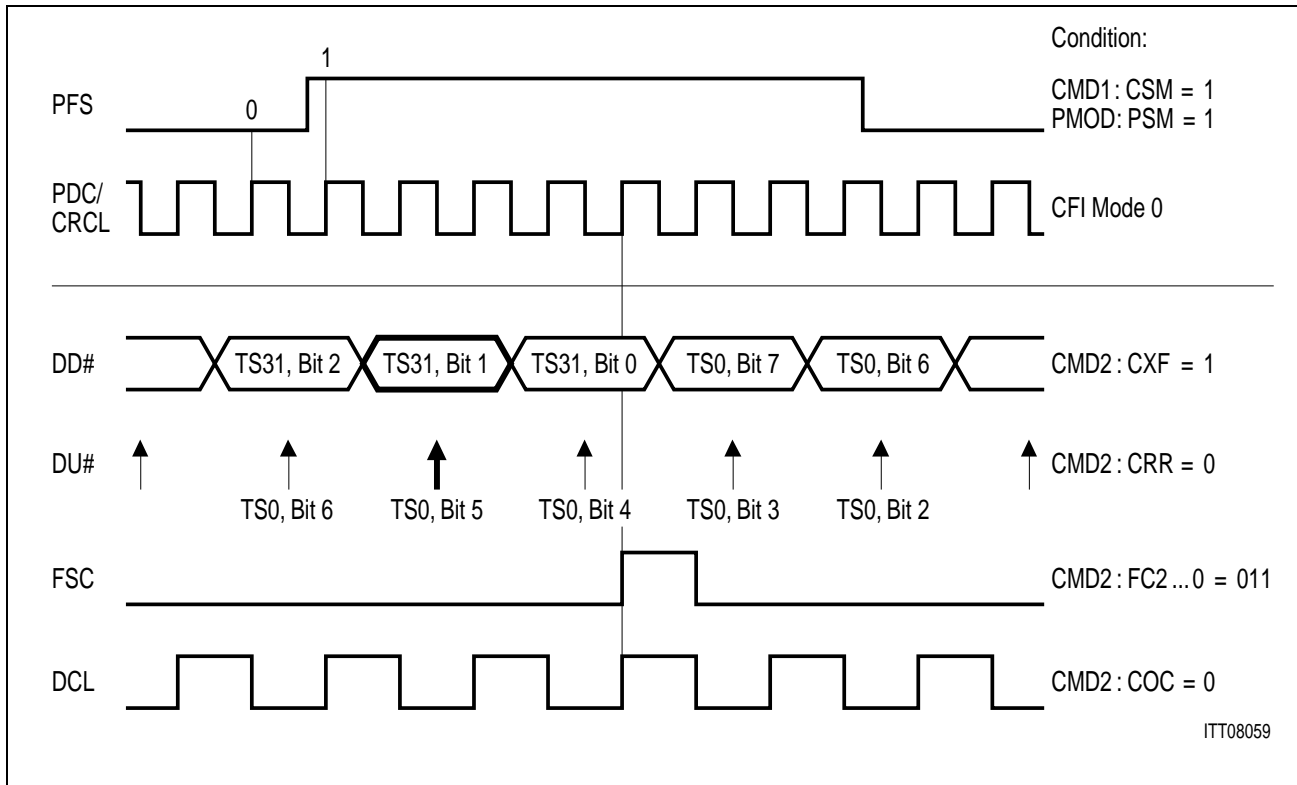 Condition:
1
PFS
0
CMD1 : CSM = 1
PMOD: PSM = 1
PDC/
CRCL
CFI Mode 0
DD#
TS31, Bit 2
TS31, Bit 1
TS31, Bit 0
TS0, Bit 7
TS0, Bit 6
CMD2 : CXF = 1
DU#
CMD2 : CRR = 0
TS0, Bit 6
TS0, Bit 5
TS0, Bit 4
TS0, Bit 3
TS0, Bit 2
FSC
CMD2 : FC2 ...0 = 011
DCL
CMD2 : COC = 0
ITT08059